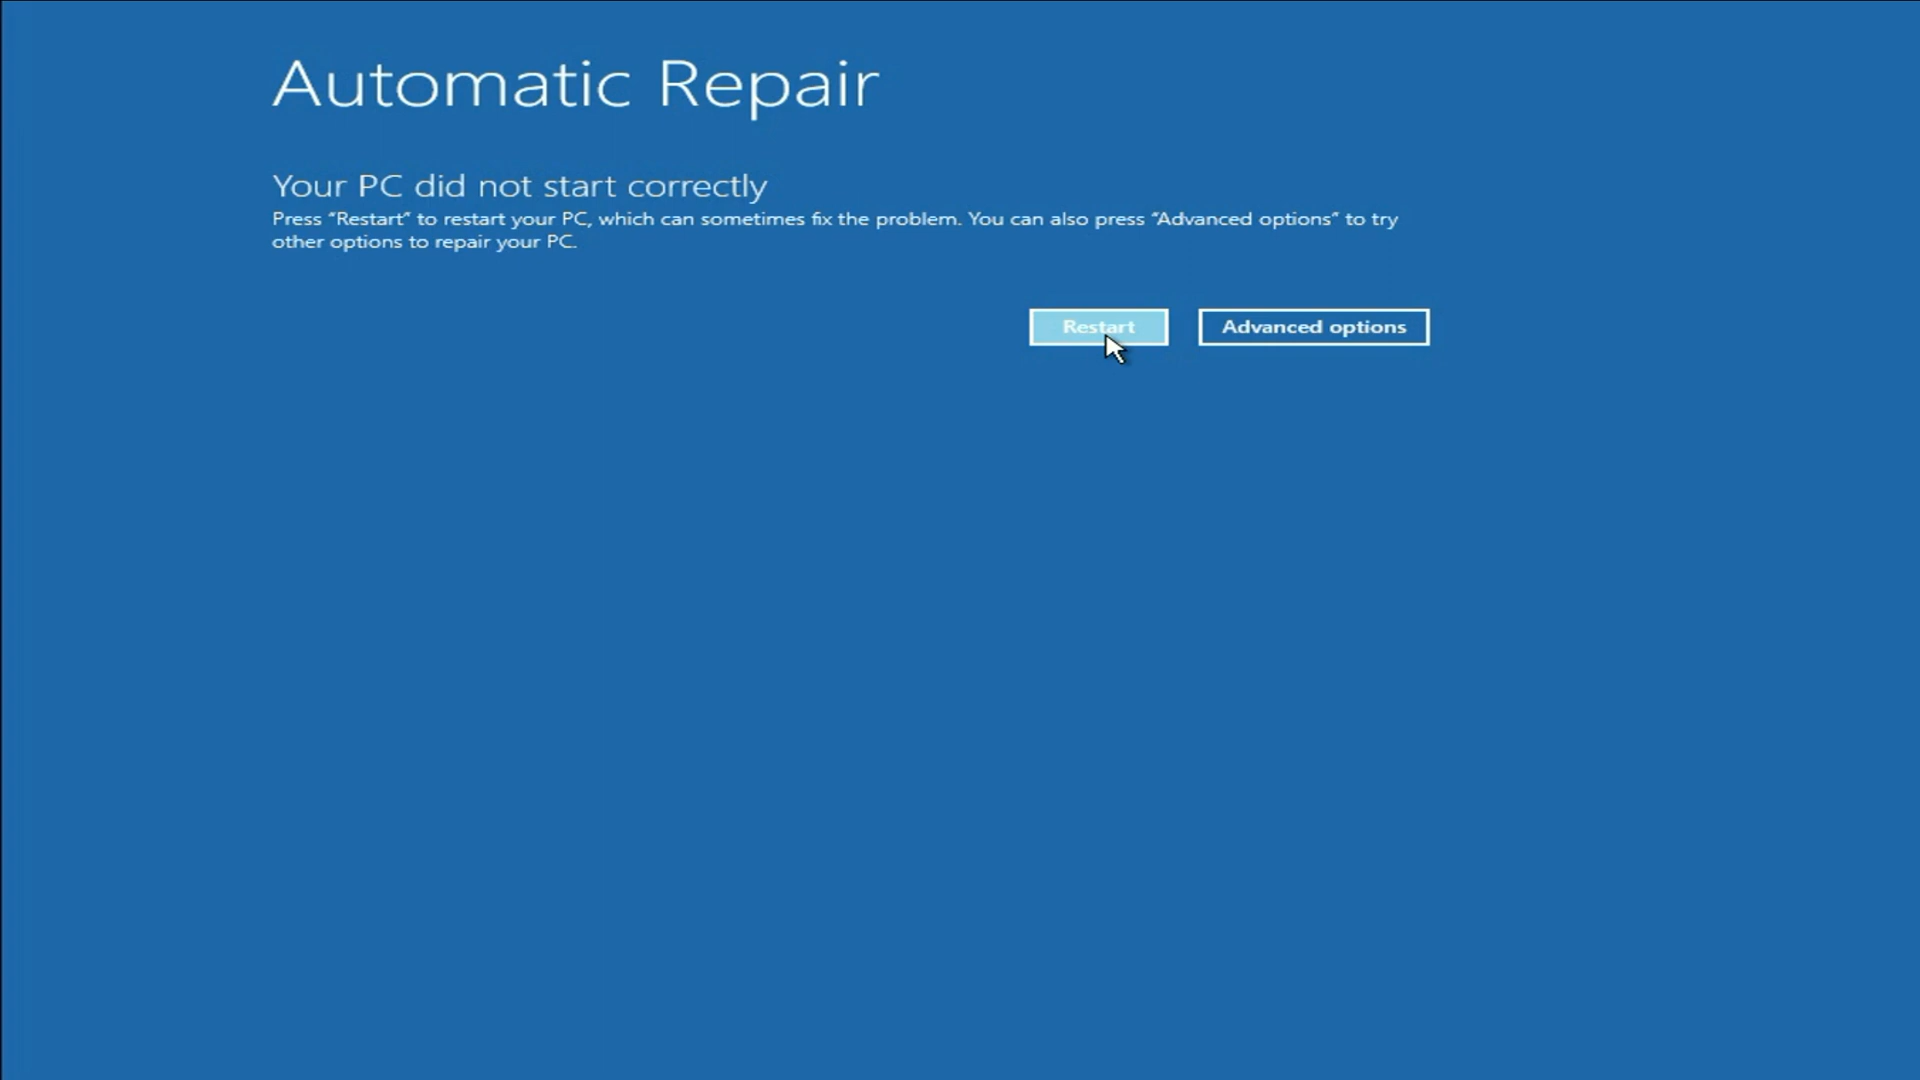 Automatic Repair
Your PC did not start correctly
Press “Restart” to restart your PC, which can sometimes fix the problem. You can also press “Advanced options” to try
other options to repair your PC.
Restart
Advanced options